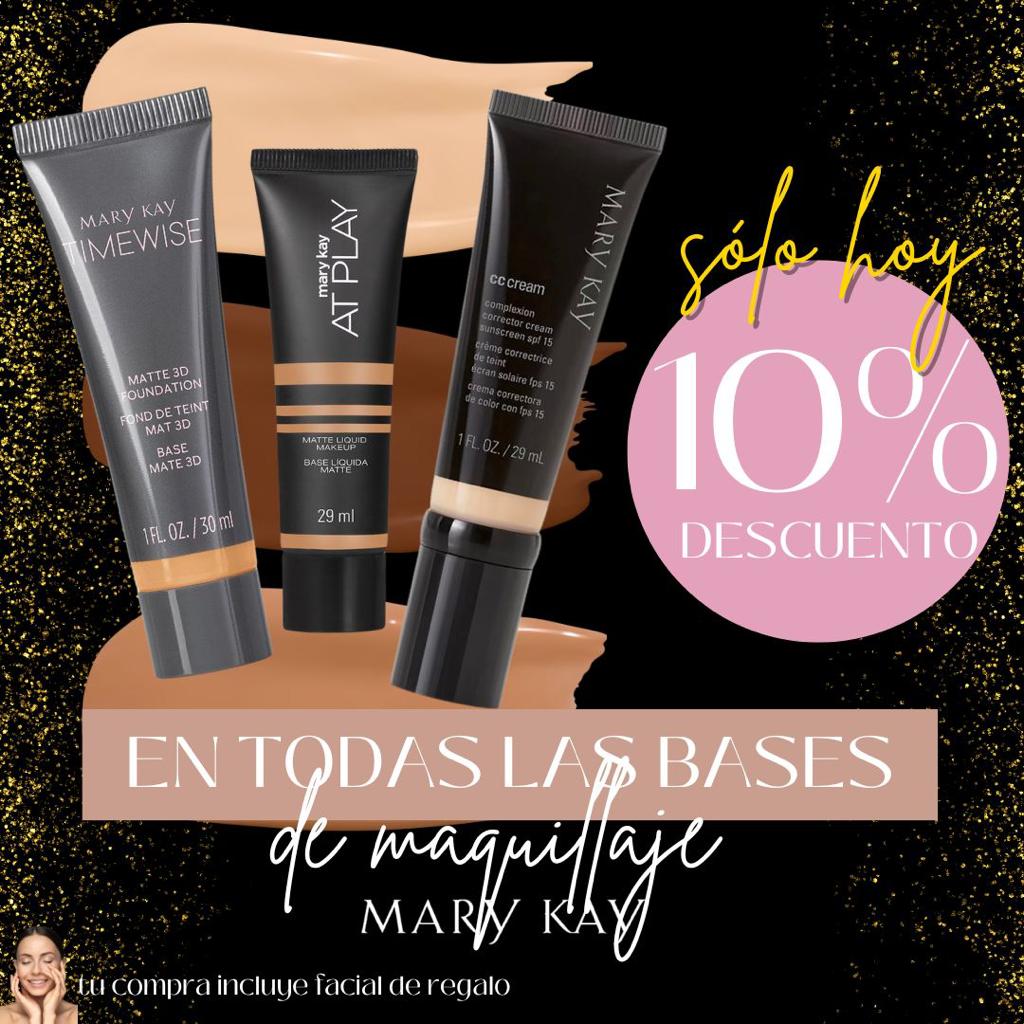 MARY KAY
TIMEWISE
MATTE 3D
FOUNDATION
FOND DE TEINT
MAT 3D
BASE
MATE 3D
1 FL. OZ. / 30 ml
mary kay
AT PLAY
MATTE LIQUID
MAKEUP
BASE LÍQUIDA
MATTE
29 ml
MARY KAY
cc cream
complexion
corrector cream
sunscreen spf 15
crème correctrice
de teint
écran solaire fps 15
crema correctora
de color con fps 15
1 FL. OZ. / 29 mL
sólo hoy
10%
DESCUENTO
EN TODAS LAS BASES
de maquillaje
MARY KAY
tu compra incluye facial de regalo